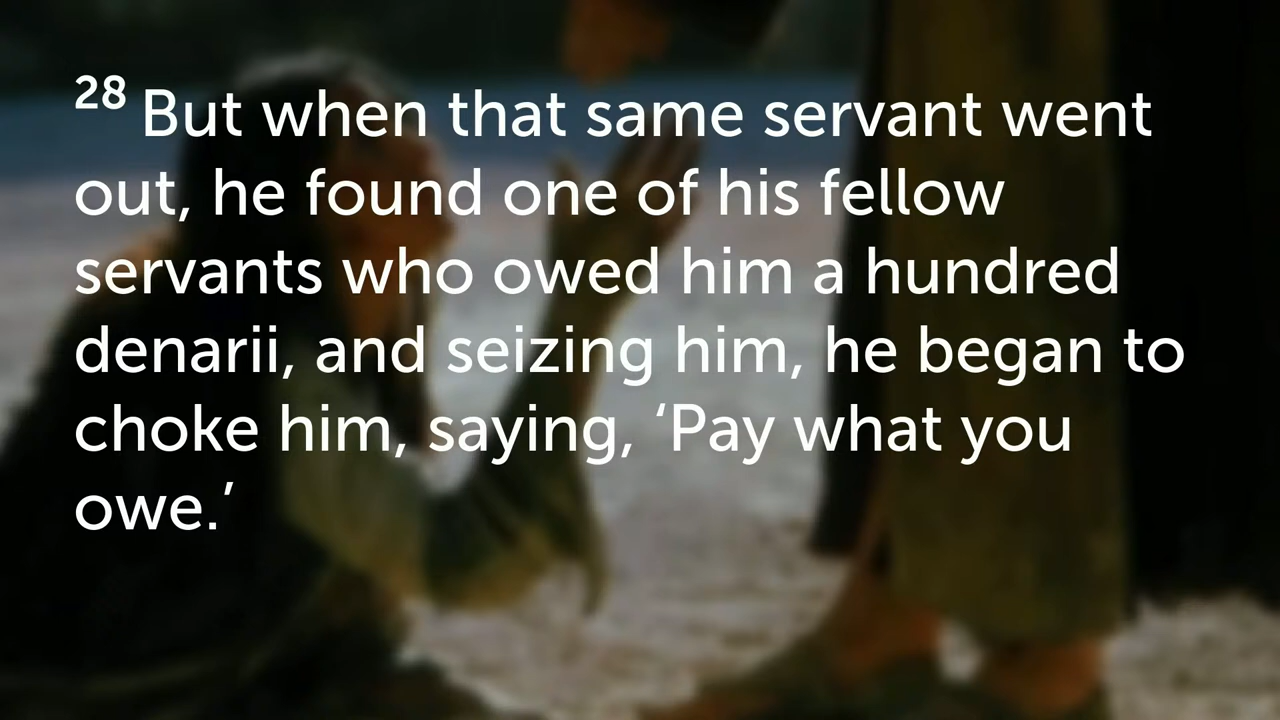 28 But when that same servant went
out, he found one of his fellow
servants who owed him a hundred
denarii, and seizing him, he began to
choke him, saying, ‘Pay what you
owe.’